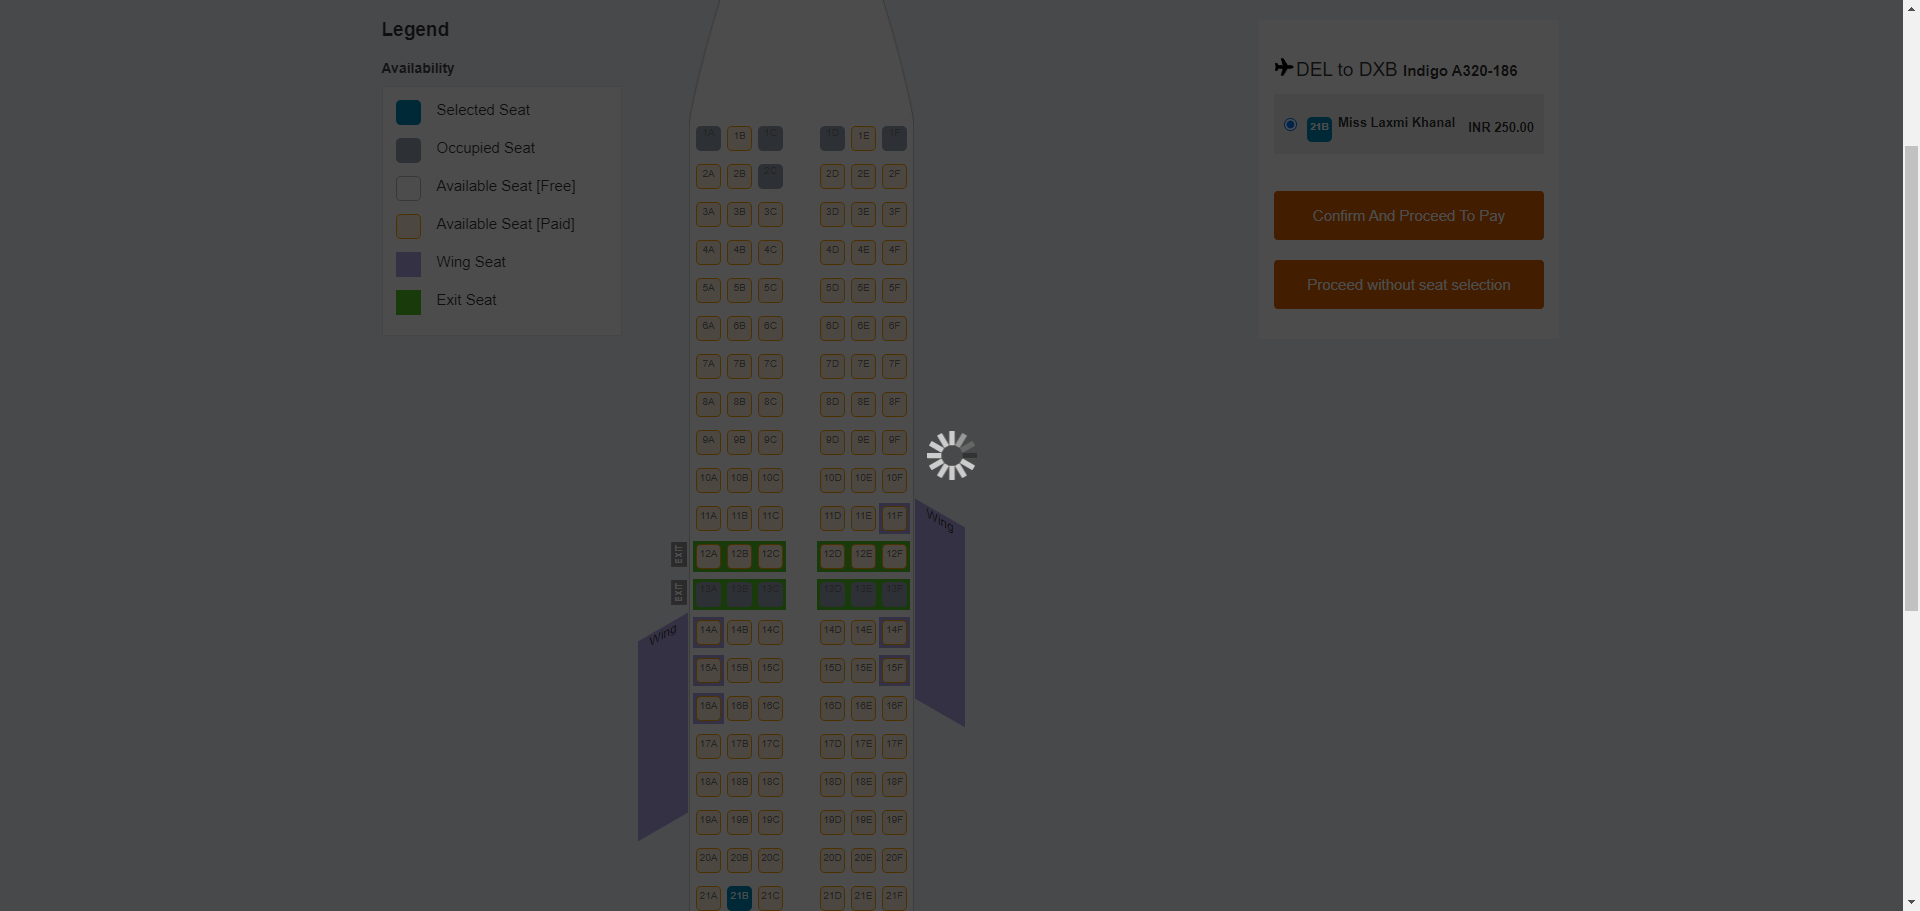 Legend
Availability
Selected Seat
Occupied Seat
Available Seat [Free]
Available Seat [Paid]
Wing Seat
Exit Seat
1A 1B 1C 1D 1E 1F
2A 2B 2C 2D 2E 2F
3A 3B 3C 3D 3E 3F
4A 4B 4C 4D 4E 4F
5A 5B 5C 5D 5E 5F
6A 6B 6C 6D 6E 6F
7A 7B 7C 7D 7E 7F
8A 8B 8C 8D 8E 8F
9A 9B 9C 9D 9E 9F
10A 10B 10C 10D 10E 10F
11A 11B 11C 11D 11E 11F
Wing
EXIT 12A 12B 12C 12D 12E 12F
EXIT 13A 13B 13C 13D 13E 13F
Wing
14A 14B 14C 14D 14E 14F
15A 15B 15C 15D 15E 15F
16A 16B 16C 16D 16E 16F
17A 17B 17C 17D 17E 17F
18A 18B 18C 18D 18E 18F
19A 19B 19C 19D 19E 19F
20A 20B 20C 20D 20E 20F
21A 21B 21C 21D 21E 21F
DEL to DXB Indigo A320-186
21B Miss Laxmi Khanal INR 250.00
Confirm And Proceed To Pay
Proceed without seat selection